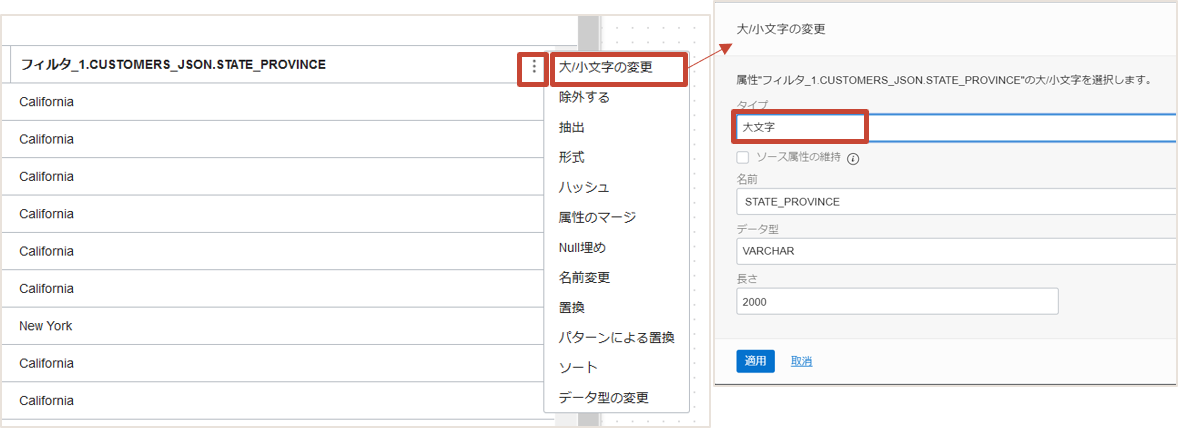 フィルタ_1.CUSTOMERS_JSON.STATE_PROVINCE
California
California
California
California
California
California
New York
California
California
大/小文字の変更
除外する
抽出
形式
ハッシュ
属性のマージ
Null埋め
名前変更
置換
パターンによる置換
ソート
データ型の変更
大/小文字の変更
属性"フィルタ_1.CUSTOMERS_JSON.STATE_PROVINCE"の大/小文字を選択します。
タイプ
大文字
ソース属性の維持
名前
STATE_PROVINCE
データ型
VARCHAR
長さ
2000
適用 取消